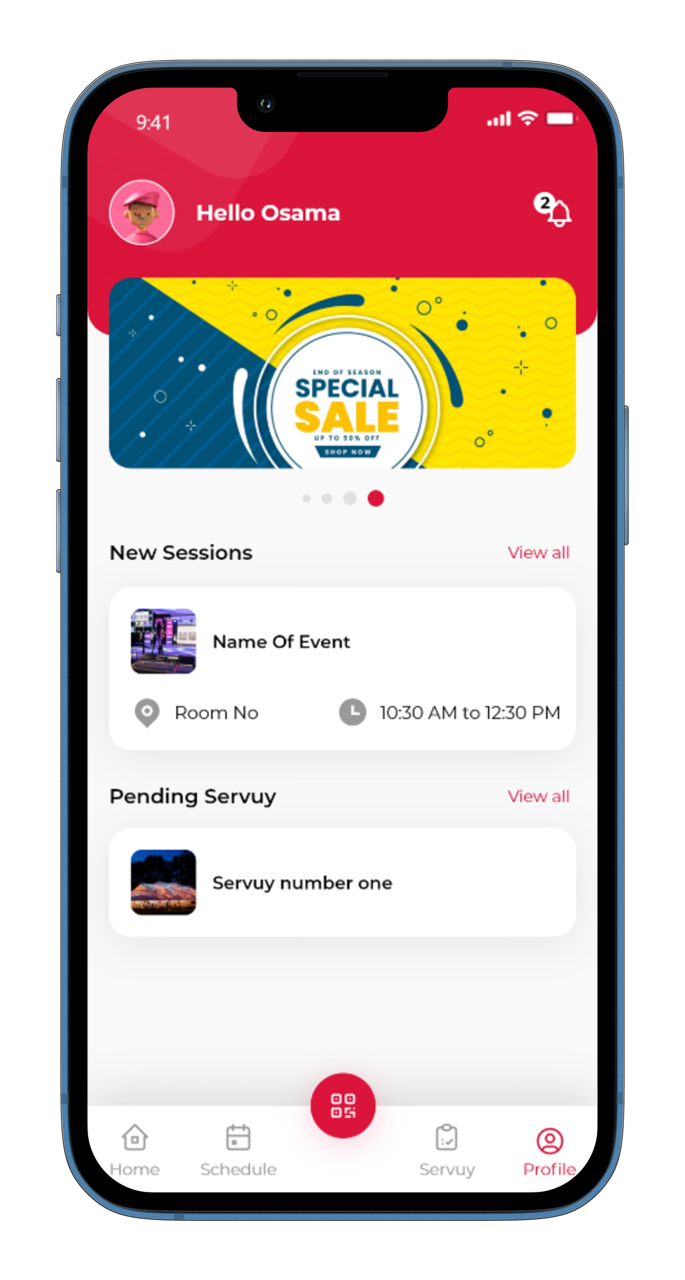 9:41
Hello Osama
2
END OF SEASON
SPECIAL
SALE
UP TO 50% OFF
SHOP NOW
New Sessions
View all
Name Of Event
Room No
10:30 AM to 12:30 PM
Pending Servuy
View all
Servuy number one
Home
Schedule
Servuy
Profile